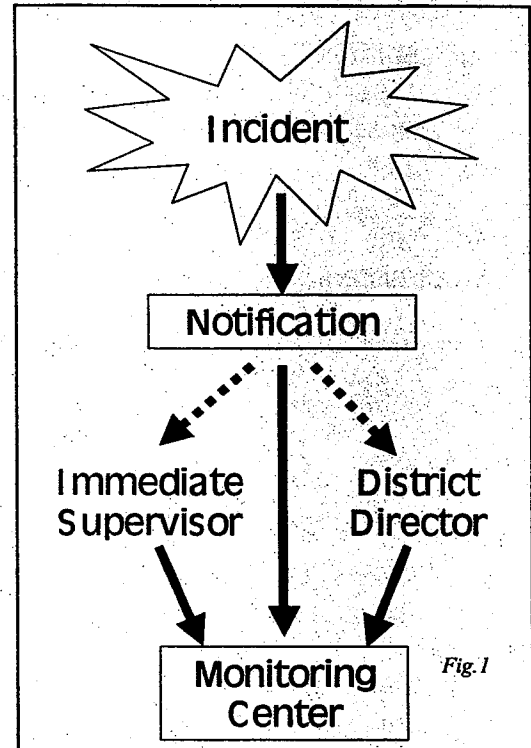 Incident
Notification
Immediate
Supervisor
District
Director
Monitoring
Center
Fig.1